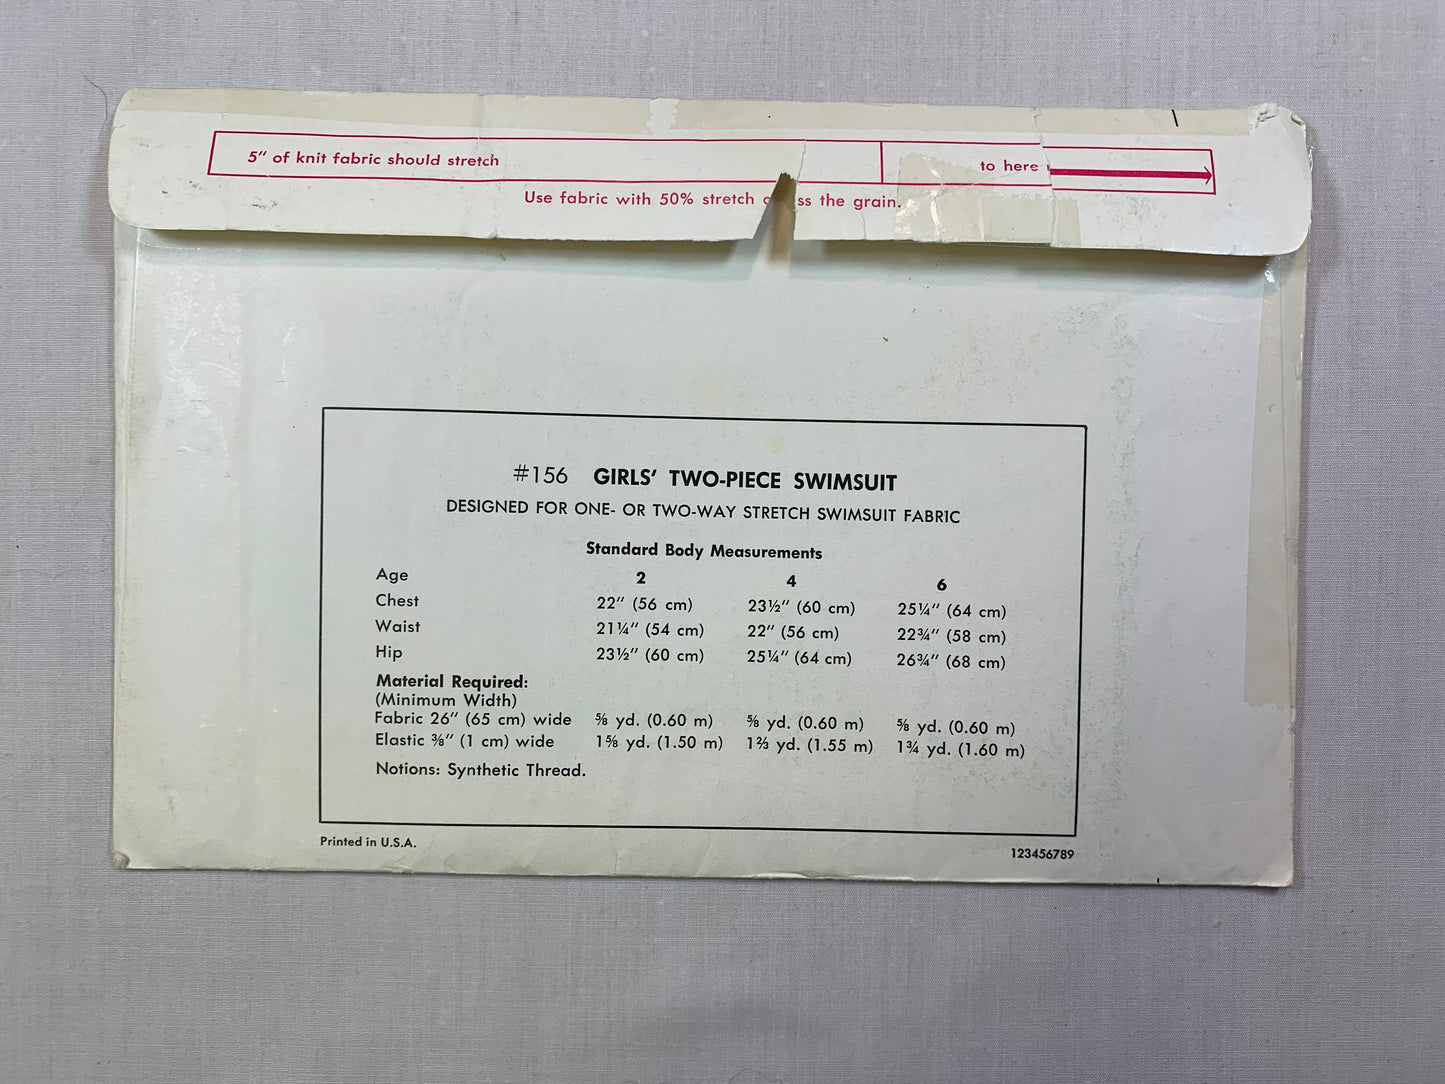 5" of knit fabric should stretch to here
Use fabric with 50% stretch ss the grain.
#156 GIRLS' TWO-PIECE SWIMSUIT
DESIGNED FOR ONE- OR TWO-WAY STRETCH SWIMSUIT FABRIC
Standard Body Measurements
Age 2 4 6
Chest 22" (56 cm) 23½" (60 cm) 25¼" (64 cm)
Waist 21¼" (54 cm) 22" (56 cm) 22¾" (58 cm)
Hip 23½" (60 cm) 25¼" (64 cm) 26¾" (68 cm)
Material Required:
(Minimum Width)
Fabric 26" (65 cm) wide ⅝ yd. (0.60 m) ⅝ yd. (0.60 m) ⅝ yd. (0.60 m)
Elastic ⅜" (1 cm) wide 1⅝ yd. (1.50 m) 1⅔ yd. (1.55 m) 1¾ yd. (1.60 m)
Notions: Synthetic Thread.
Printed in U.S.A. 123456789